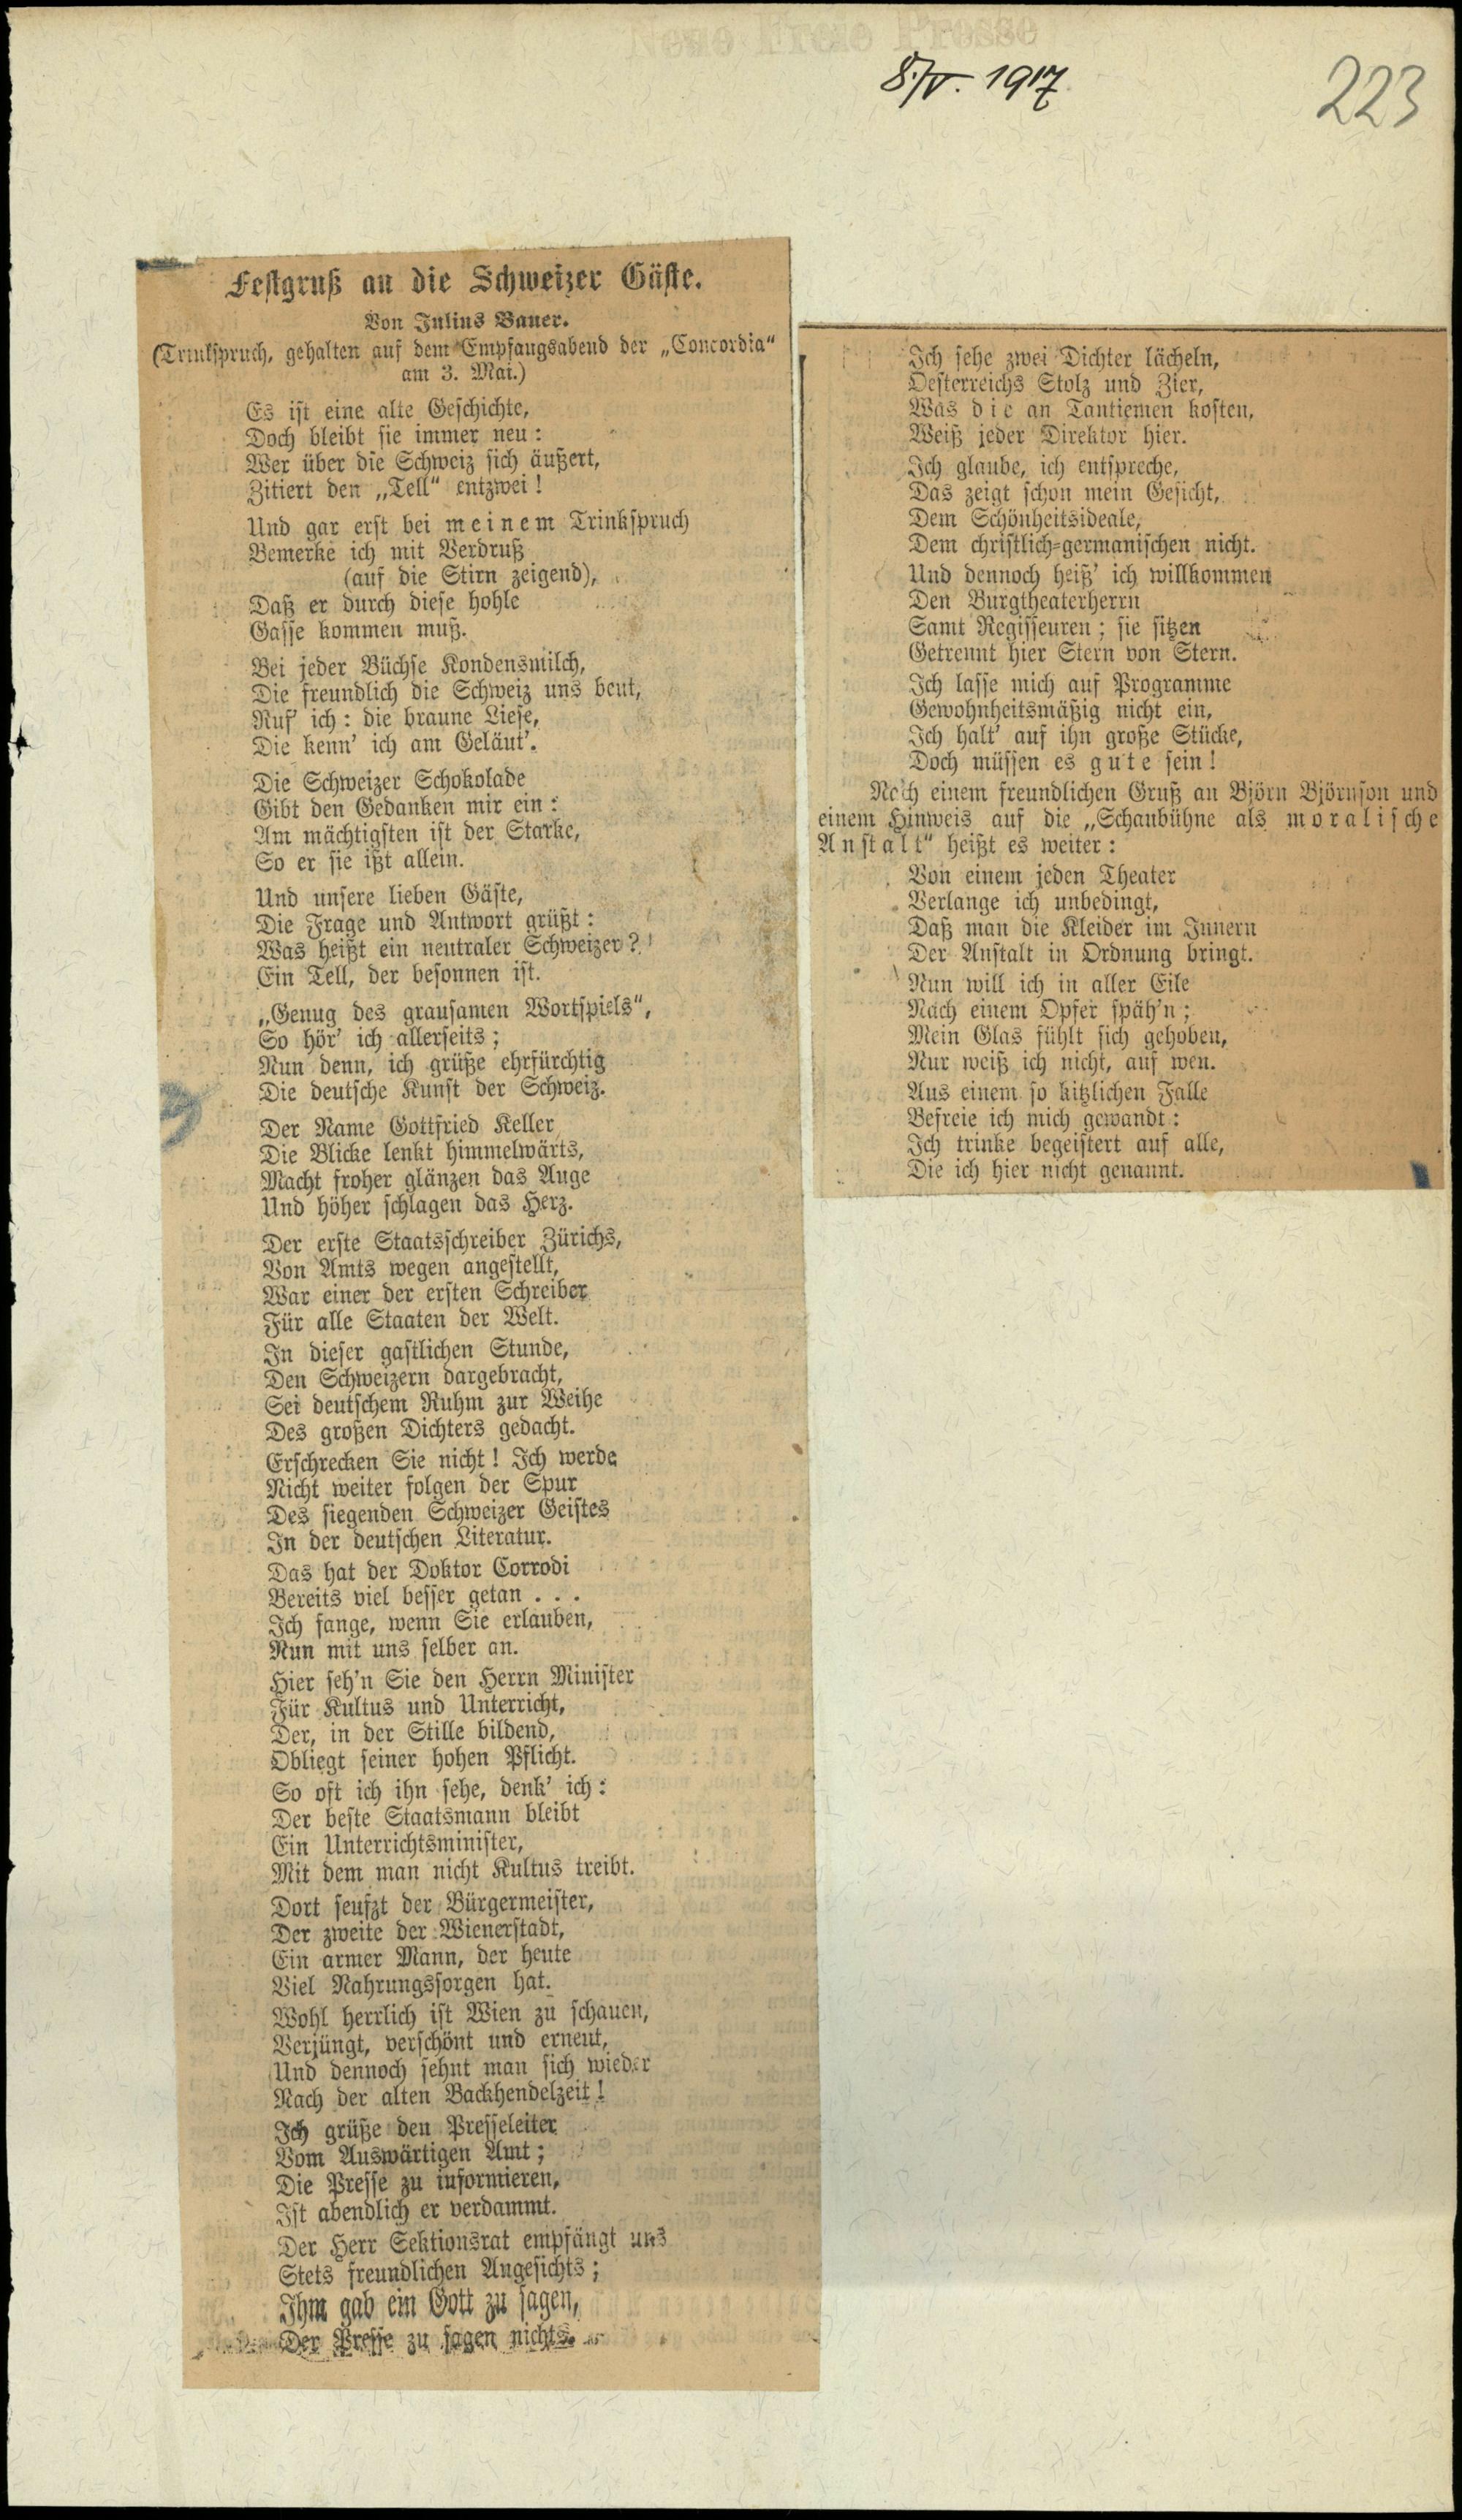 Neue Freie Presse
8./V. 1917
223
Festgruß an die Schweizer Gäste.
Von Julius Bauer.
(Trinkspruch, gehalten auf dem Empfangsabend der „Concordia“
am 3. Mai.)
Es ist eine alte Geschichte,
Doch bleibt sie immer neu:
Wer über die Schweiz sich äußert,
Zitiert den „Tell“ entzwei!
Und gar erst bei meinem Trinkspruch
Bemerke ich mit Verdruß
(auf die Stirn zeigend),
Daß er durch diese hohle
Gasse kommen muß.
Bei jeder Büchse Kondensmilch,
Die freundlich die Schweiz uns beut,
Ruf’ ich: die braune Liese,
Die kenn’ ich am Geläut’.
Die Schweizer Schokolade
Gibt den Gedanken mir ein:
Am mächtigsten ist der Starke,
So er sie ißt allein.
Und unsere lieben Gäste,
Die Frage und Antwort grüßt:
Was heißt ein neutraler Schweizer?
Ein Tell, der besonnen ist.
„Genug des grausamen Wortspiels“,
So hör’ ich allerseits;
Nun denn, ich grüße ehrfürchtig
Die deutsche Kunst der Schweiz.
Der Name Gottfried Keller
Die Blicke lenkt himmelwärts,
Macht froher glänzen das Auge
Und höher schlagen das Herz.
Der erste Staatsschreiber Zürichs,
Von Amts wegen angestellt,
War einer der ersten Schreiber
Für alle Staaten der Welt.
In dieser gastlichen Stunde,
Den Schweizern dargebracht,
Sei deutschem Ruhm zur Weihe
Des großen Dichters gedacht.
Erschrecken Sie nicht! Ich werde
Nicht weiter folgen der Spur
Des siegenden Schweizer Geistes
In der deutschen Literatur.
Das hat der Doktor Corrodi
Bereits viel besser getan . . .
Ich fange, wenn Sie erlauben,
Nun mit uns selber an.
Hier seh’n Sie den Herrn Minister
Für Kultus und Unterricht,
Der, in der Stille bildend,
Obliegt seiner hohen Pflicht.
So oft ich ihn sehe, denk’ ich:
Der beste Staatsmann bleibt
Ein Unterrichtsminister,
Mit dem man nicht Kultus treibt.
Dort seufzt der Bürgermeister,
Der zweite der Wienerstadt,
Ein armer Mann, der heute
Viel Nahrungssorgen hat.
Wohl herrlich ist Wien zu schauen,
Verjüngt, verschönt und erneut,
Und dennoch sehnt man sich wieder
Nach der alten Backhendelzeit!
Ich grüße den Presseleiter
Vom Auswärtigen Amt;
Die Presse zu informieren,
Ist abendlich er verdammt.
Der Herr Sektionsrat empfängt uns
Stets freundlichen Angesichts;
Ihm gab ein Gott zu sagen,
Der Presse zu sagen nichts.
Ich sehe zwei Dichter lächeln,
Oesterreichs Stolz und Zier,
Was die an Tantiemen kosten,
Weiß jeder Direktor hier.
Ich glaube, ich entspreche,
Das zeigt schon mein Gesicht,
Dem Schönheitsideale,
Dem christlich-germanischen nicht.
Und dennoch heiß’ ich willkommen
Den Burgtheaterherrn
Samt Regisseuren; sie sitzen
Getrennt hier Stern von Stern.
Ich lasse mich auf Programme
Gewohnheitsmäßig nicht ein,
Ich halt’ auf ihn große Stücke,
Doch müssen es gute sein!
Nach einem freundlichen Gruß an Björn Björnson und
einem Hinweis auf die „Schaubühne als moralische
Anstalt“ heißt es weiter:
Von einem jeden Theater
Verlange ich unbedingt,
Daß man die Kleider im Innern
Der Anstalt in Ordnung bringt.
Nun will ich in aller Eile
Nach einem Opfer späh’n;
Mein Glas fühlt sich gehoben,
Nur weiß ich nicht, auf wen.
Aus einem so kitzlichen Falle
Befreie ich mich gewandt:
Ich trinke begeistert auf alle,
Die ich hier nicht genannt.